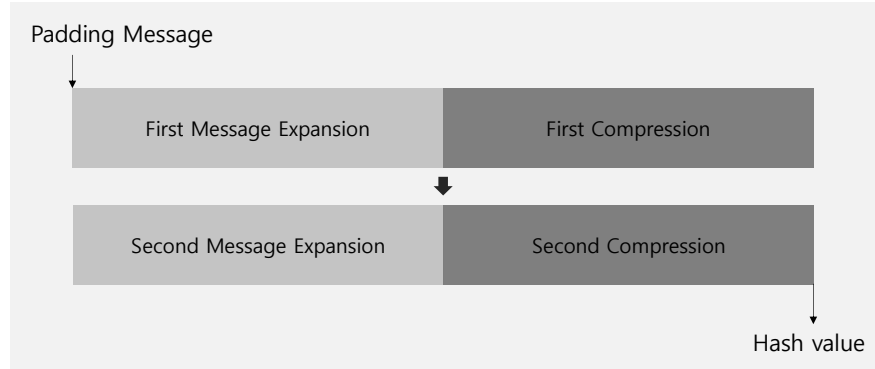 Padding Message
First Message Expansion
First Compression
Second Message Expansion
Second Compression
Hash value